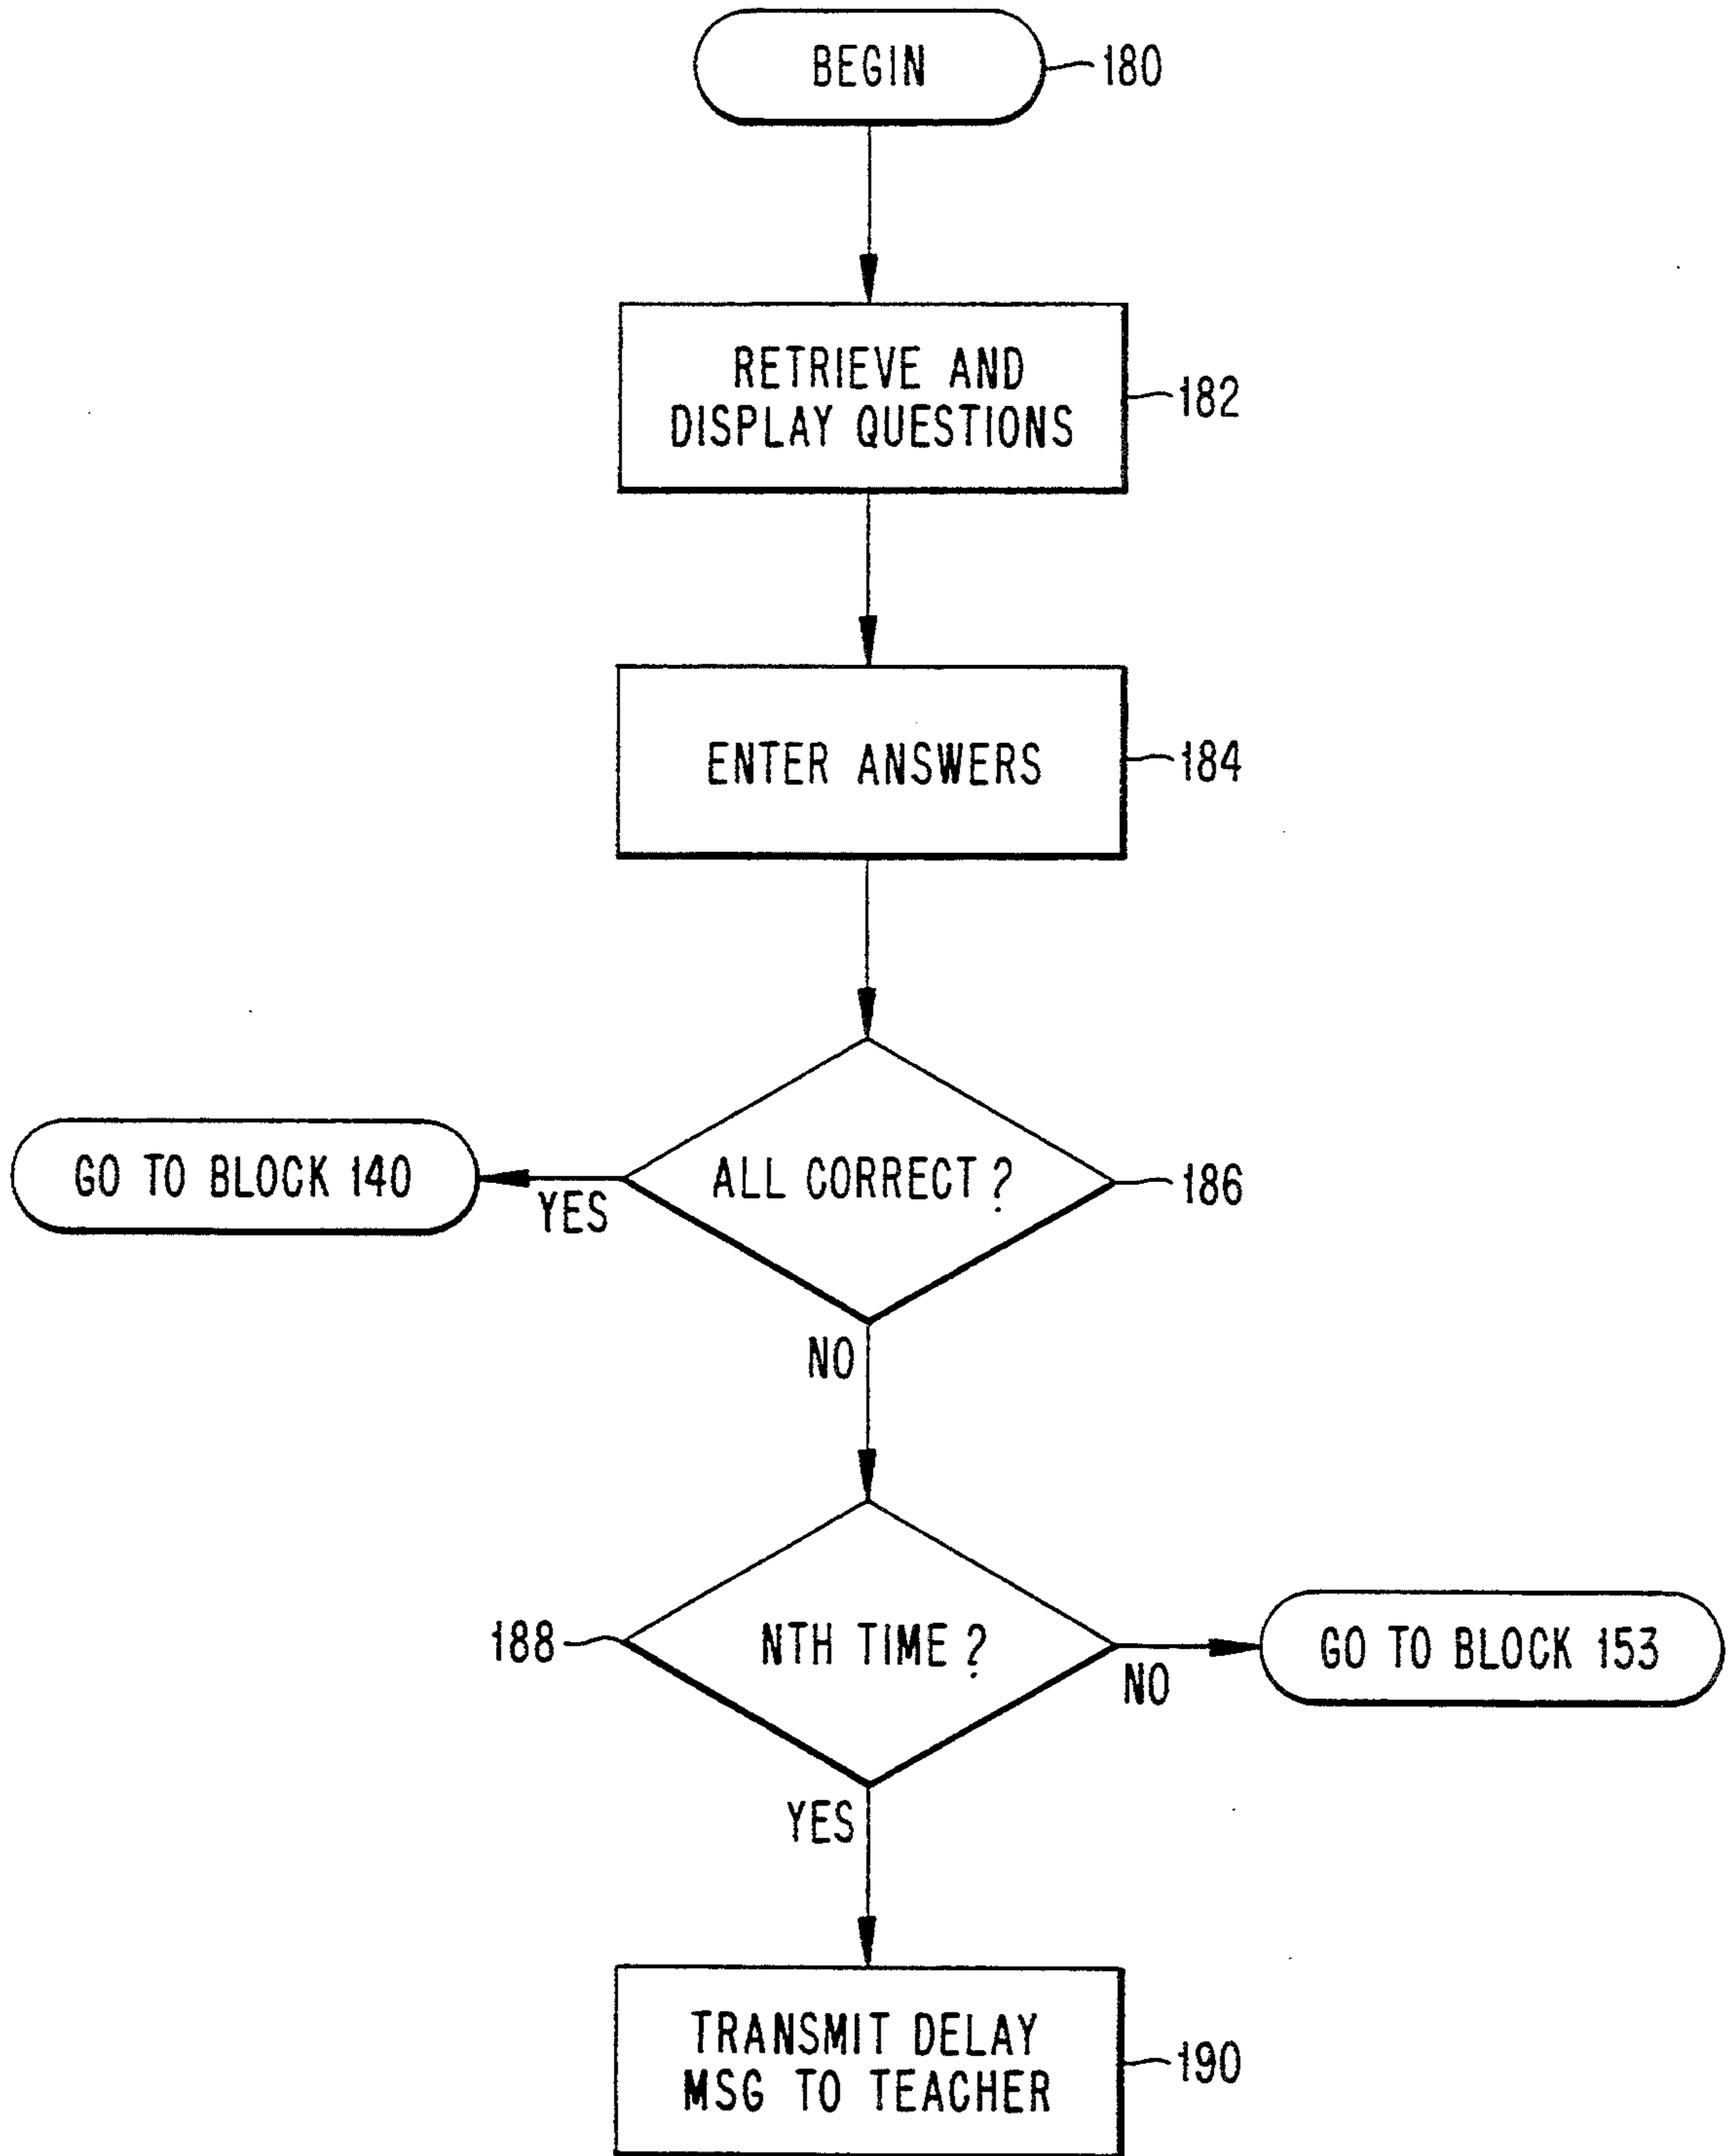 BEGIN
180
RETRIEVE AND
DISPLAY QUESTIONS
182
ENTER ANSWERS
184
GO TO BLOCK 140
YES
ALL CORRECT ?
186
NO
188
NTH TIME ?
NO
GO TO BLOCK 153
YES
TRANSMIT DELAY
MSG TO TEACHER
190